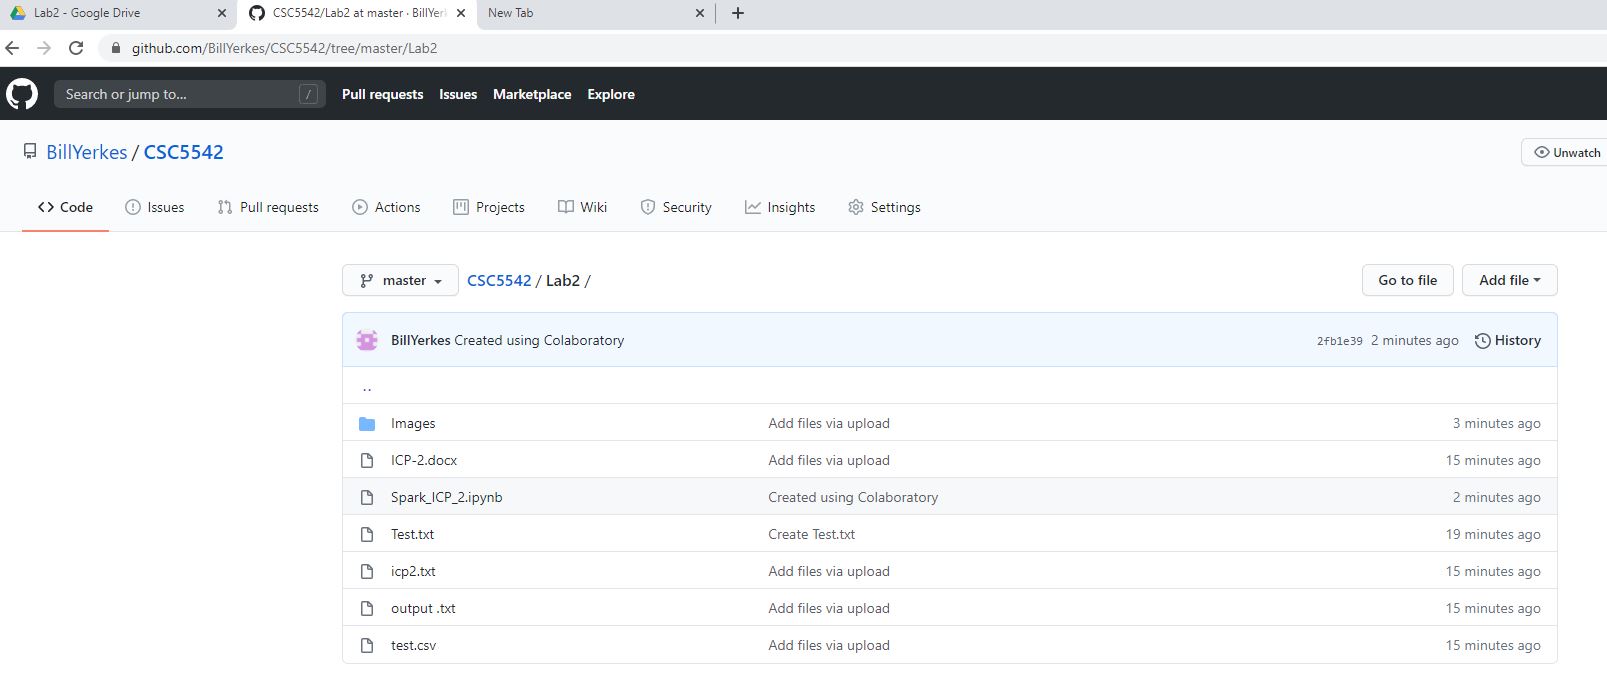 Lab2 - Google Drive
CSC5542/Lab2 at master · BillYerk
New Tab
github.com/BillYerkes/CSC5542/tree/master/Lab2
Search or jump to...
/
Pull requests Issues Marketplace Explore
BillYerkes / CSC5542
Unwatch
Code Issues Pull requests Actions Projects Wiki Security Insights Settings
master CSC5542 / Lab2 / Go to file Add file
BillYerkes Created using Colaboratory 2fb1e39 2 minutes ago History
..
Images Add files via upload 3 minutes ago
ICP-2.docx Add files via upload 15 minutes ago
Spark_ICP_2.ipynb Created using Colaboratory 2 minutes ago
Test.txt Create Test.txt 19 minutes ago
icp2.txt Add files via upload 15 minutes ago
output .txt Add files via upload 15 minutes ago
test.csv Add files via upload 15 minutes ago